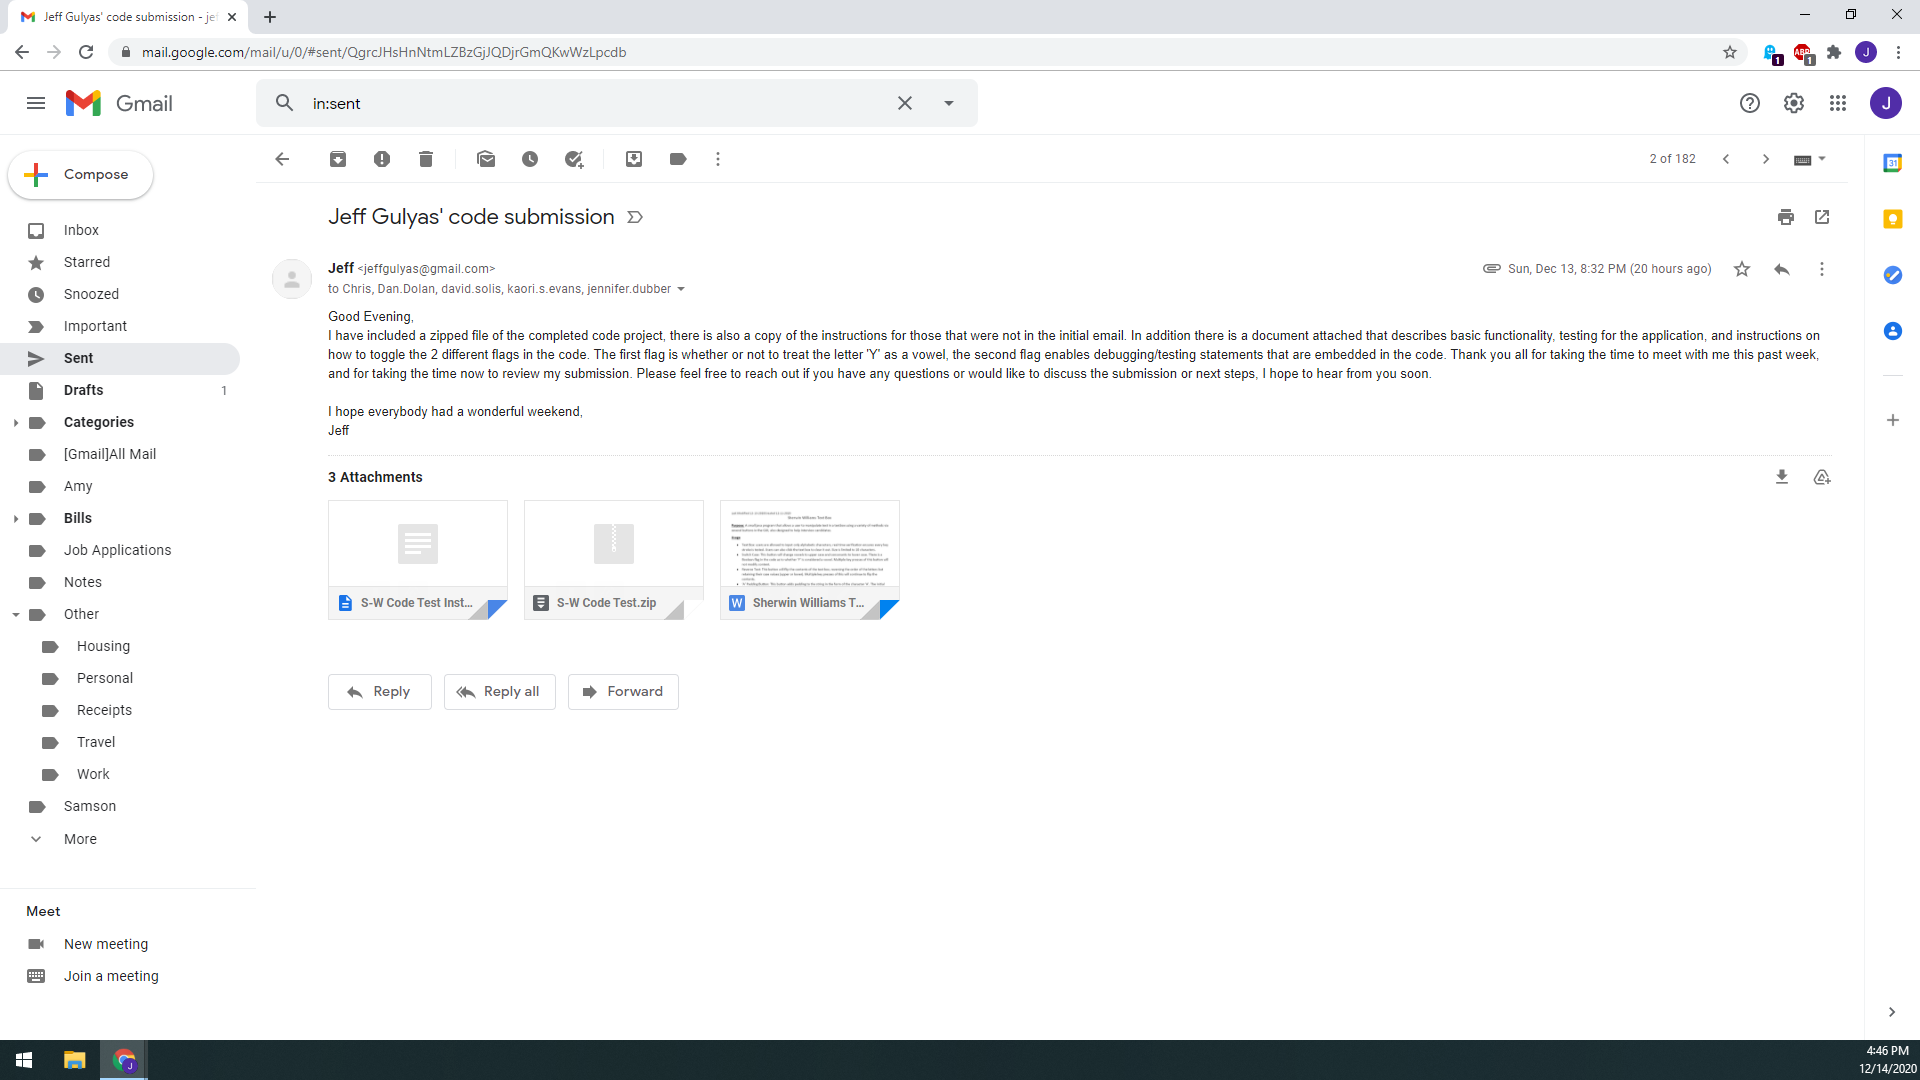 Jeff Gulyas' code submission - jef
mail.google.com/mail/u/0/#sent/QgrcJHsHnNtmLZBzGjJQDjrGmQKwWzLpcdb
1
ABP
1
J
Gmail
in:sent
J
Compose
2 of 182
31
Jeff Gulyas' code submission
Inbox
Starred
Snoozed
Important
Sent
Drafts 1
Categories
[Gmail]All Mail
Amy
Bills
Job Applications
Notes
Other
Housing
Personal
Receipts
Travel
Work
Samson
More
Meet
New meeting
Join a meeting
Jeff <jeffgulyas@gmail.com>
Sun, Dec 13, 8:32 PM (20 hours ago)
to Chris, Dan.Dolan, david.solis, kaori.s.evans, jennifer.dubber
Good Evening,
I have included a zipped file of the completed code project, there is also a copy of the instructions for those that were not in the initial email. In addition there is a document attached that describes basic functionality, testing for the application, and instructions on
how to toggle the 2 different flags in the code. The first flag is whether or not to treat the letter 'Y' as a vowel, the second flag enables debugging/testing statements that are embedded in the code. Thank you all for taking the time to meet with me this past week,
and for taking the time now to review my submission. Please feel free to reach out if you have any questions or would like to discuss the submission or next steps, I hope to hear from you soon.
I hope everybody had a wonderful weekend,
Jeff
3 Attachments
S-W Code Test Inst...
S-W Code Test.zip
W Sherwin Williams T...
Reply
Reply all
Forward
J
4:46 PM
12/14/2020